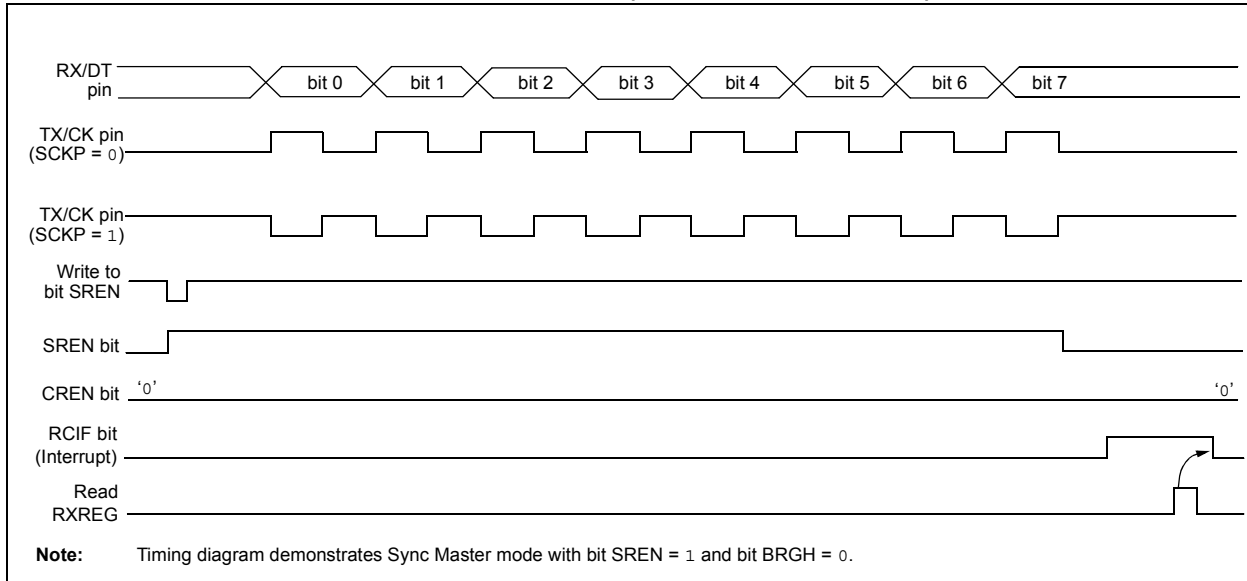 RX/DT
pin
bit 0 bit 1 bit 2 bit 3 bit 4 bit 5 bit 6 bit 7
TX/CK pin
(SCKP = 0)
TX/CK pin
(SCKP = 1)
Write to
bit SREN
SREN bit
CREN bit ‘0’ ‘0’
RCIF bit
(Interrupt)
Read
RXREG
Note: Timing diagram demonstrates Sync Master mode with bit SREN = 1 and bit BRGH = 0.